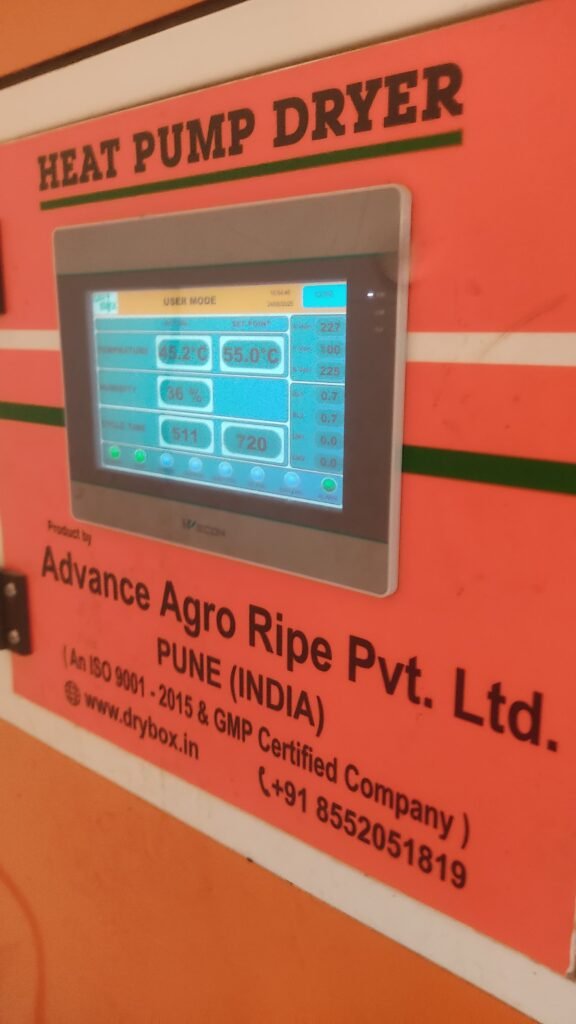 HEAT PUMP DRYER
USER MODE
SET POINT
TEMPRATURE 45.2°C 55.0°C
HUMIDITY 36 %
CYCLE TIME 511 720
227
100
225
0.7
0.7
0.0
0.0
WECON
Product by
Advance Agro Ripe Pvt. Ltd.
PUNE (INDIA)
( An ISO 9001 - 2015 & GMP Certified Company )
www.drybox.in
+91 8552051819